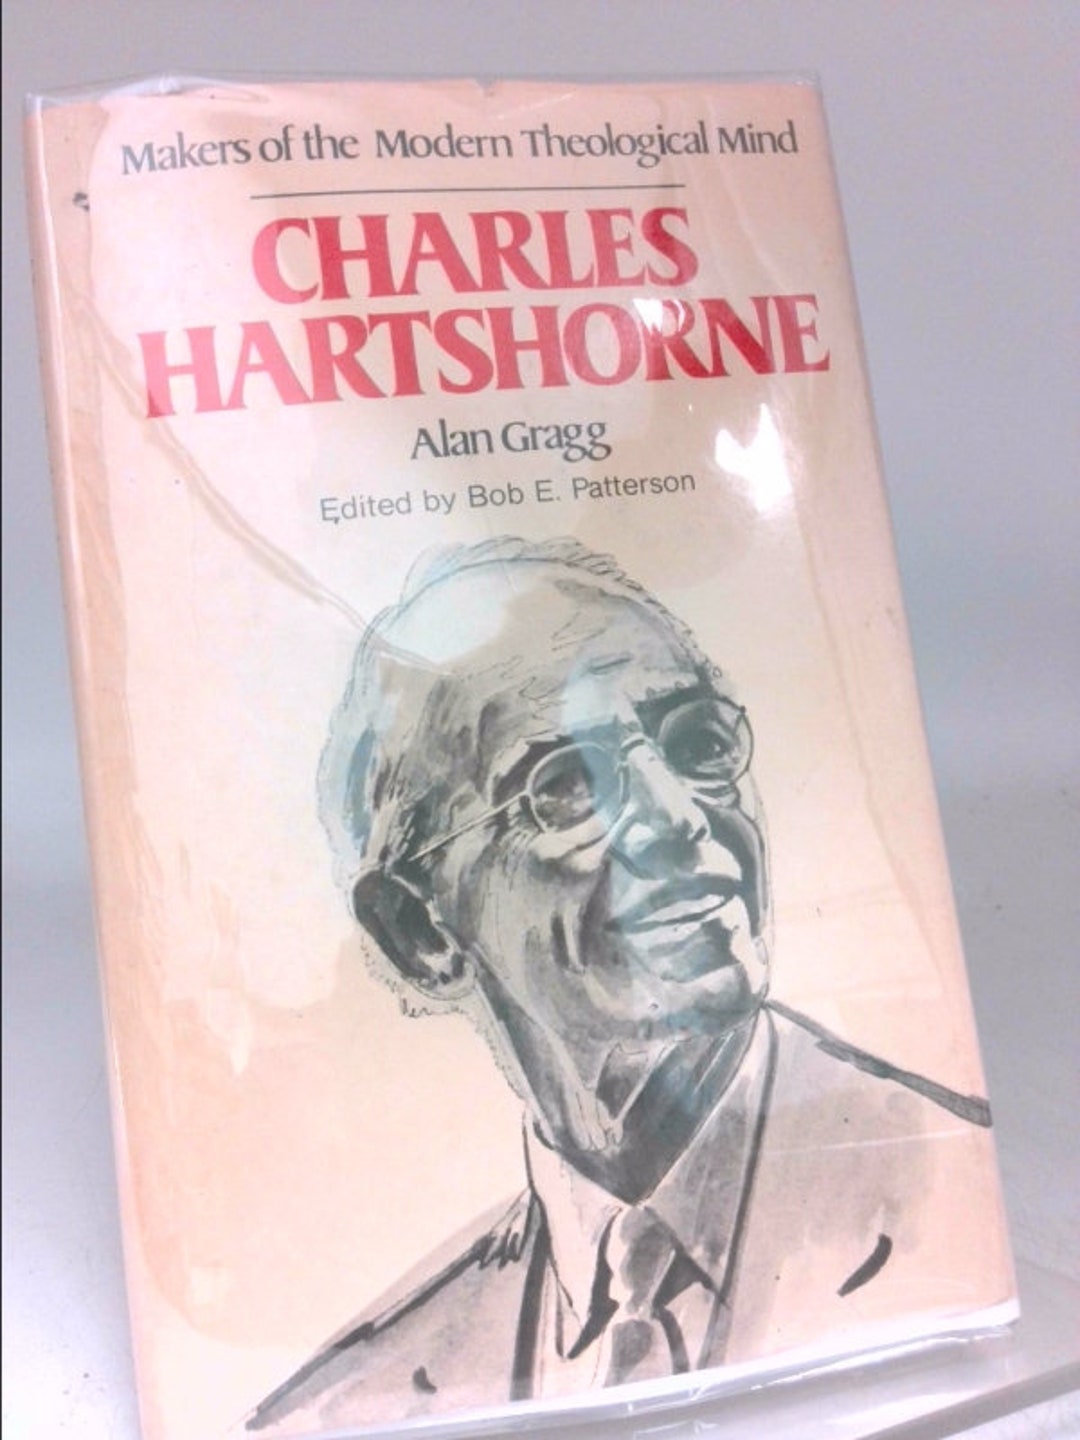 Makers of the Modern Theological Mind
CHARLES
HARTSHORNE
Alan Gragg
Edited by Bob E. Patterson